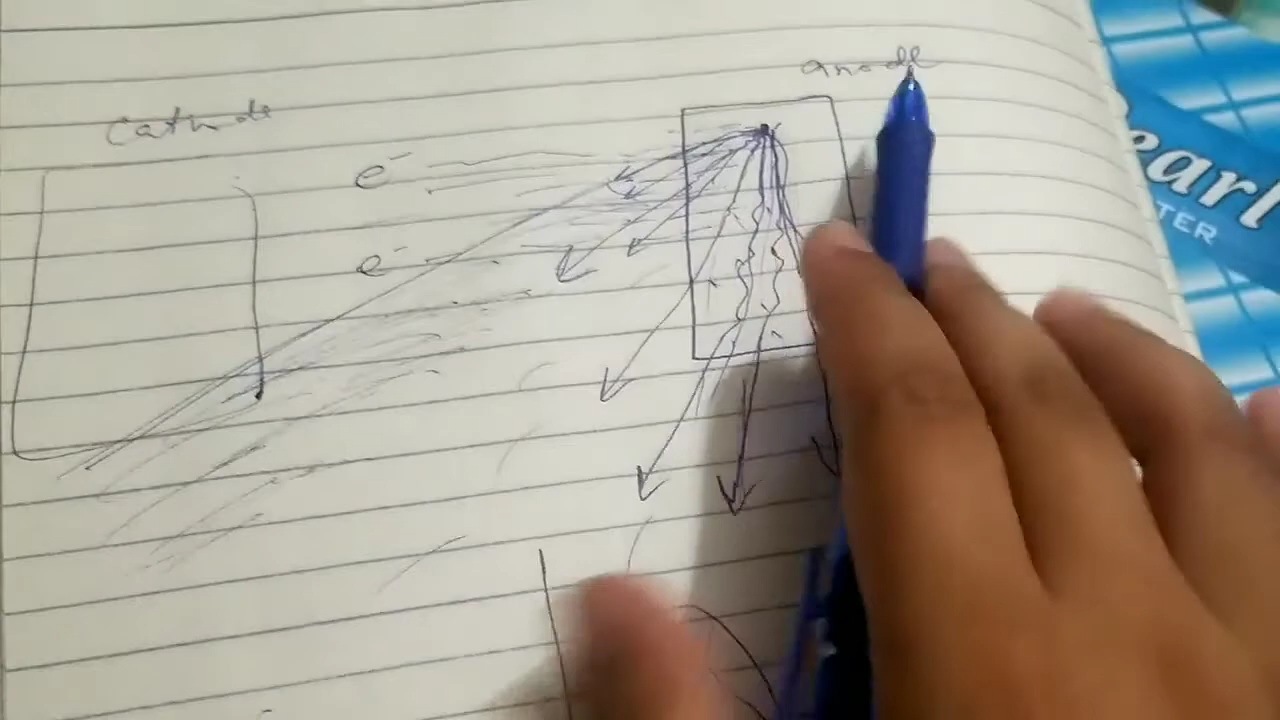 anode
Cathode
e⁻
e⁻
earl
TER